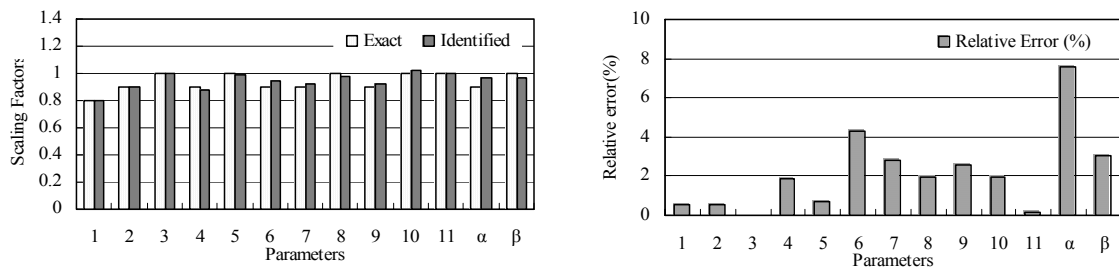 1.4
1.2
1
0.8
0.6
0.4
0.2
0
Scaling Factors
Exact Identified
1 2 3 4 5 6 7 8 9 10 11 α β
Parameters
10
8
6
4
2
0
Relative error(%)
Relative Error (%)
1 2 3 4 5 6 7 8 9 10 11 α β
Parameters